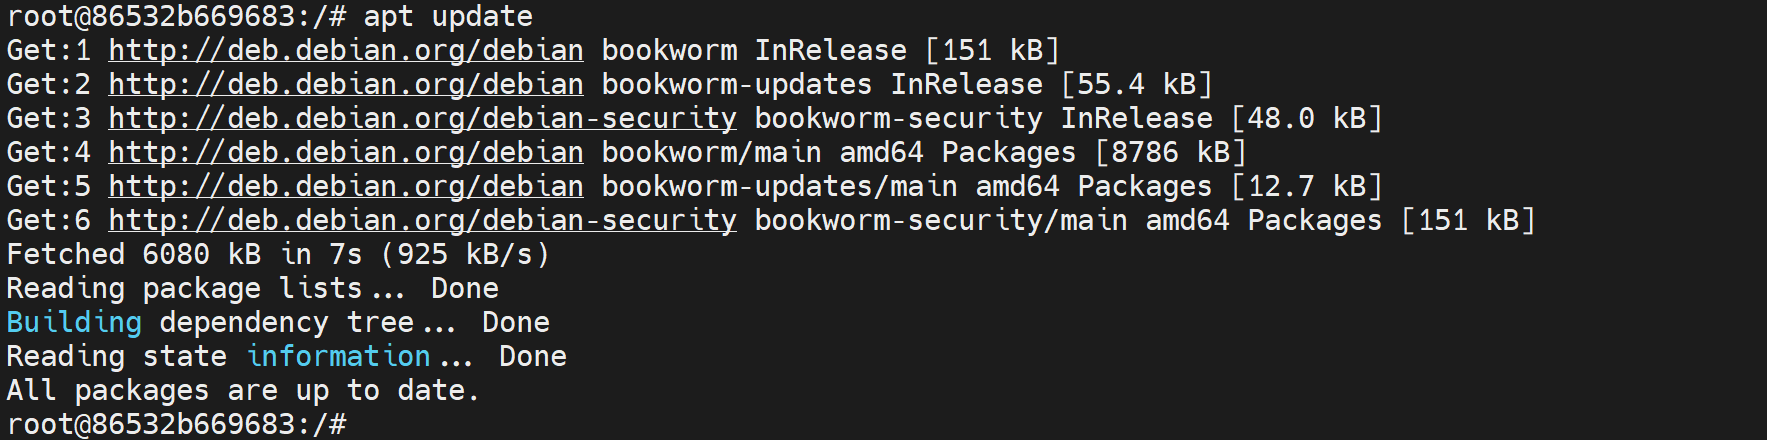 root@86532b669683:/# apt update
Get:1 http://deb.debian.org/debian bookworm InRelease [151 kB]
Get:2 http://deb.debian.org/debian bookworm-updates InRelease [55.4 kB]
Get:3 http://deb.debian.org/debian-security bookworm-security InRelease [48.0 kB]
Get:4 http://deb.debian.org/debian bookworm/main amd64 Packages [8786 kB]
Get:5 http://deb.debian.org/debian bookworm-updates/main amd64 Packages [12.7 kB]
Get:6 http://deb.debian.org/debian-security bookworm-security/main amd64 Packages [151 kB]
Fetched 6080 kB in 7s (925 kB/s)
Reading package lists... Done
Building dependency tree... Done
Reading state information... Done
All packages are up to date.
root@86532b669683:/#